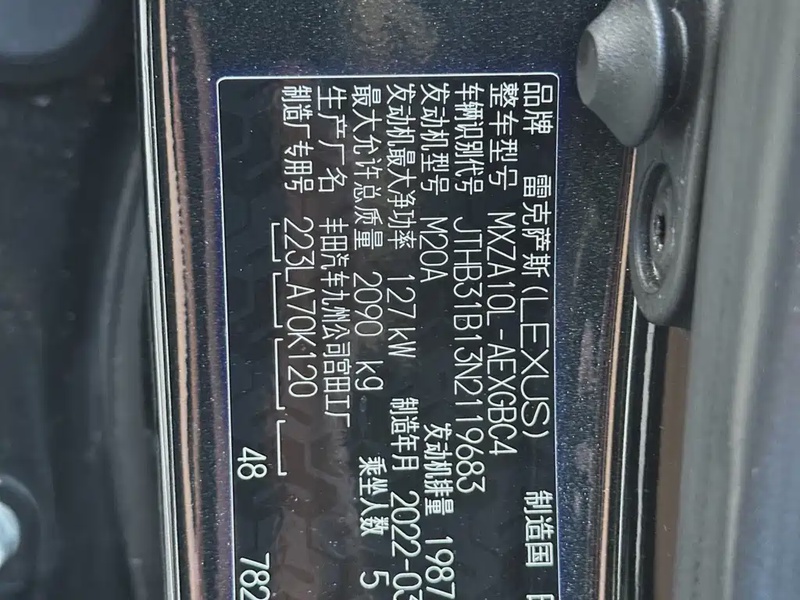 品牌 雷克萨斯(LEXUS) 制造国
整车型号 MXZA10L-AEXGBC4
车辆识别代号 JTHB31B13N2119683
发动机型号 M20A 发动机排量 1987
发动机最大净功率 127 kW 制造年月 2022-03
最大允许总质量 2090 kg 乘坐人数 5
生产厂名 丰田汽车九州公司宫田工厂
制造厂专用号 223LA70K120
48 782